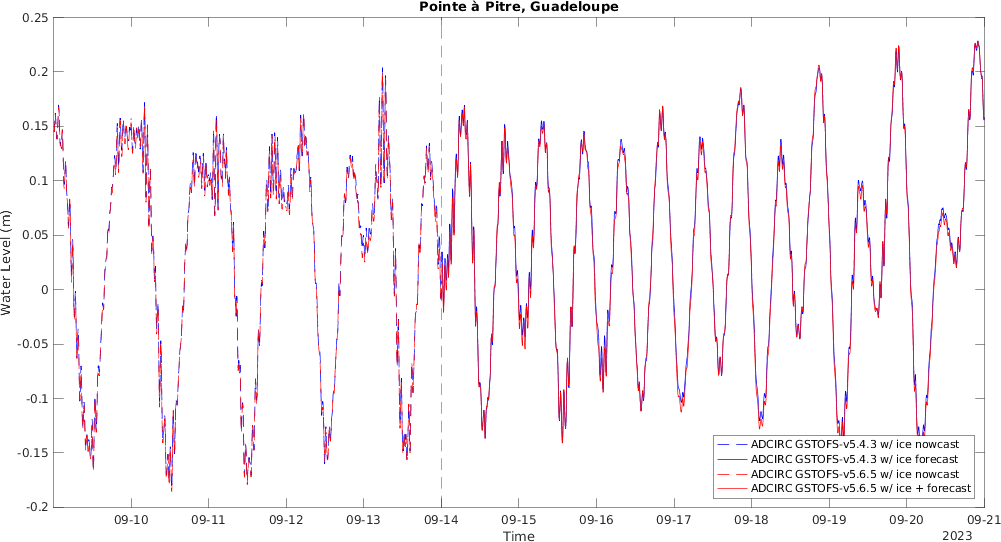 Pointe à Pitre, Guadeloupe
0.25
0.2
0.15
0.1
0.05
0
-0.05
-0.1
-0.15
-0.2
Water Level (m)
ADCIRC GSTOFS-v5.4.3 w/ ice nowcast
ADCIRC GSTOFS-v5.4.3 w/ ice forecast
ADCIRC GSTOFS-v5.6.5 w/ ice nowcast
ADCIRC GSTOFS-v5.6.5 w/ ice + forecast
09-10 09-11 09-12 09-13 09-14 09-15 09-16 09-17 09-18 09-19 09-20 09-21
Time
2023